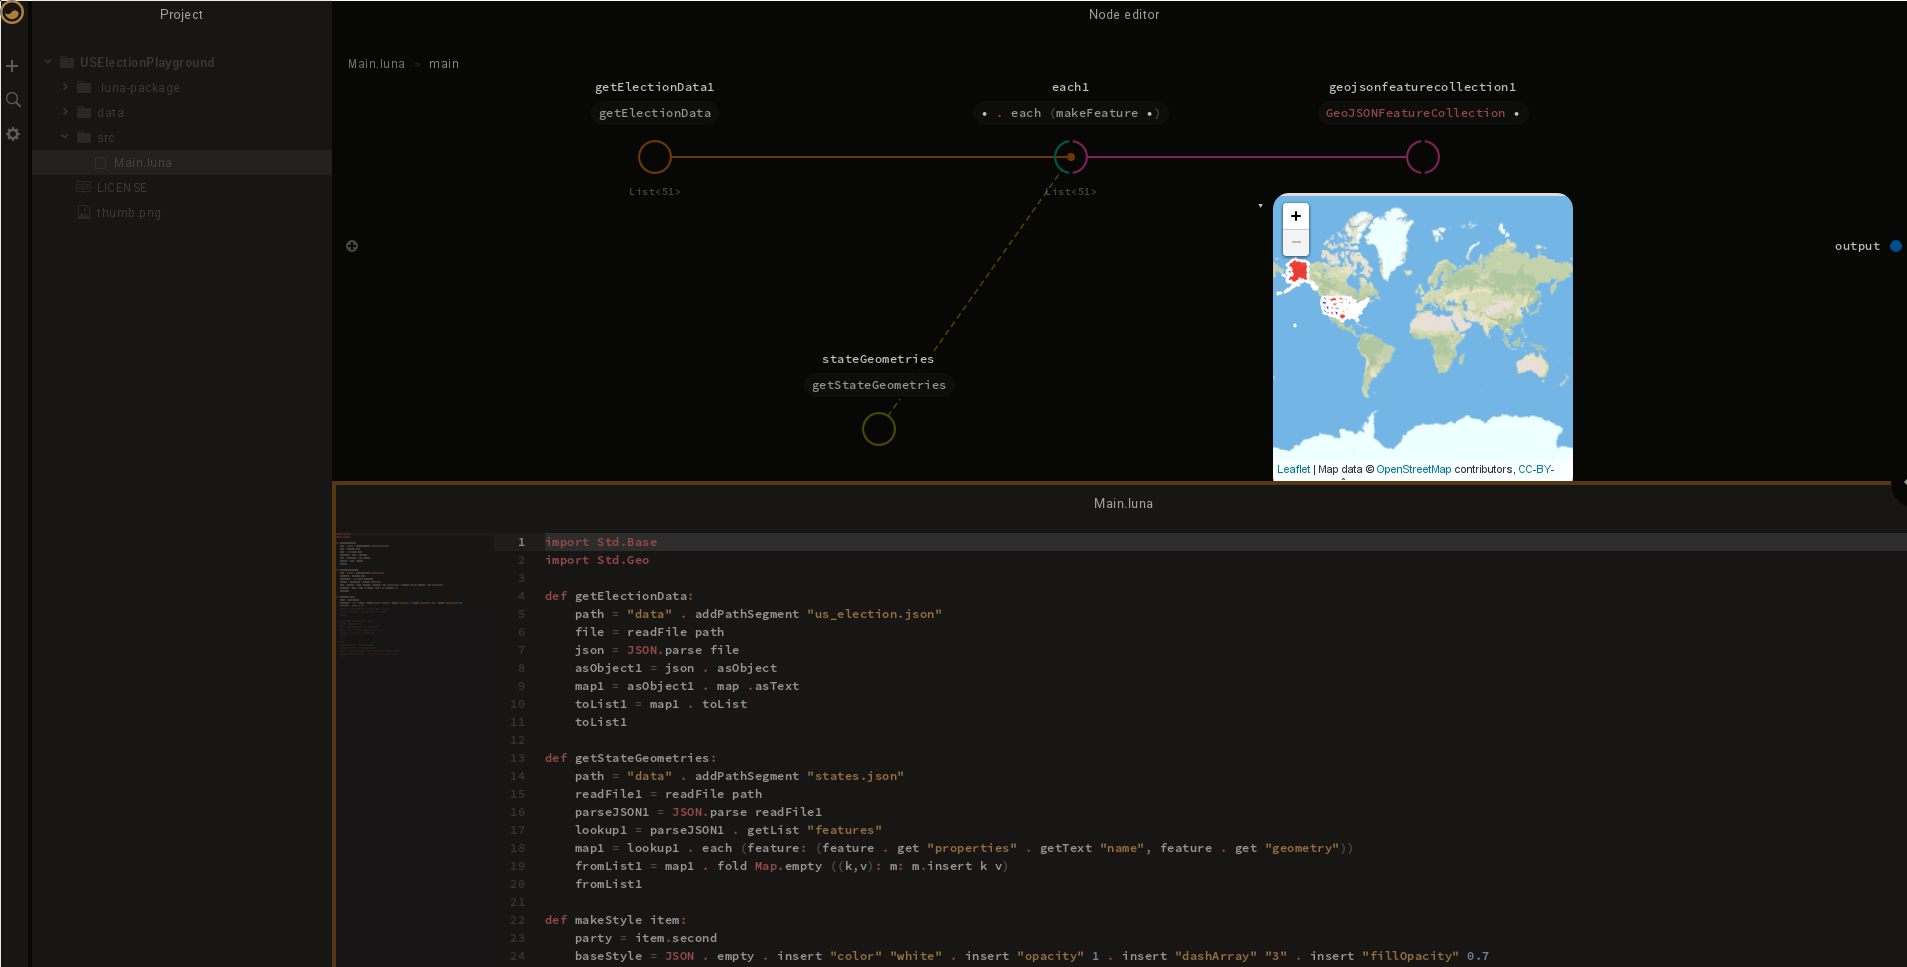 Project
USElectionPlayground
.luna-package
data
src
Main.luna
LICENSE
thumb.png
Node editor
Main.luna > main
getElectionData1
getElectionData
List<51>
each1
• . each (makeFeature •)
List<51>
geojsonfeaturecollection1
GeoJSONFeatureCollection •
stateGeometries
getStateGeometries
+
−
Leaflet | Map data © OpenStreetMap contributors, CC-BY-
output
Main.luna
1 import Std.Base
2 import Std.Geo
3
4 def getElectionData:
5 path = "data" . addPathSegment "us_election.json"
6 file = readFile path
7 json = JSON.parse file
8 asObject1 = json . asObject
9 map1 = asObject1 . map .asText
10 toList1 = map1 . toList
11 toList1
12
13 def getStateGeometries:
14 path = "data" . addPathSegment "states.json"
15 readFile1 = readFile path
16 parseJSON1 = JSON.parse readFile1
17 lookup1 = parseJSON1 . getList "features"
18 map1 = lookup1 . each (feature: (feature . get "properties" . getText "name", feature . get "geometry"))
19 fromList1 = map1 . fold Map.empty ((k,v): m: m.insert k v)
20 fromList1
21
22 def makeStyle item:
23 party = item.second
24 baseStyle = JSON . empty . insert "color" "white" . insert "opacity" 1 . insert "dashArray" "3" . insert "fillOpacity" 0.7